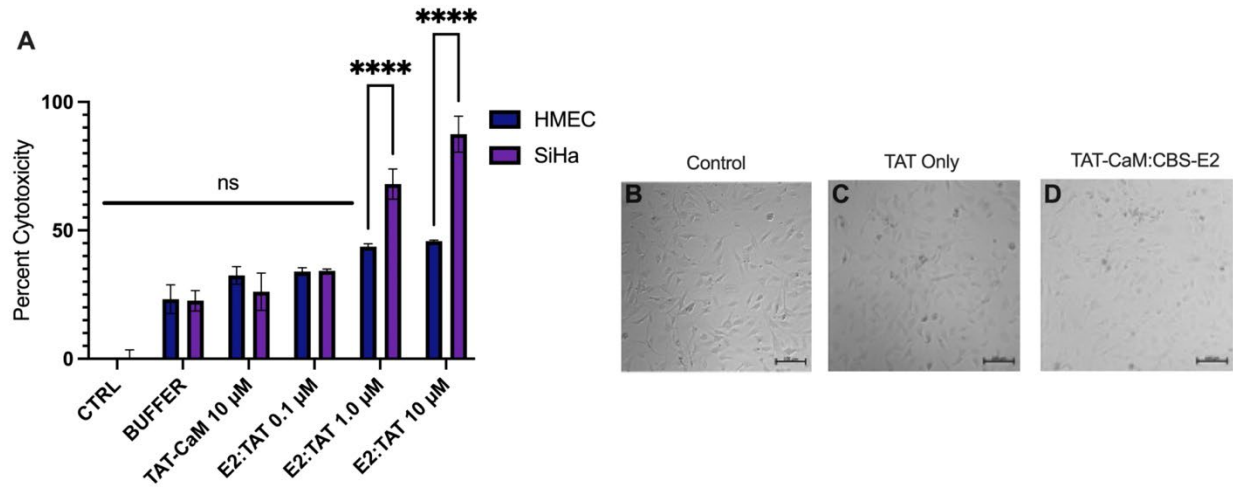 A
****
****
HMEC
SiHa
ns
Percent Cytotoxicity
100
50
0
CTRL
BUFFER
TAT-CaM 10 µM
E2:TAT 0.1 µM
E2:TAT 1.0 µM
E2:TAT 10 µM
Control
TAT Only
TAT-CaM:CBS-E2
B
C
D